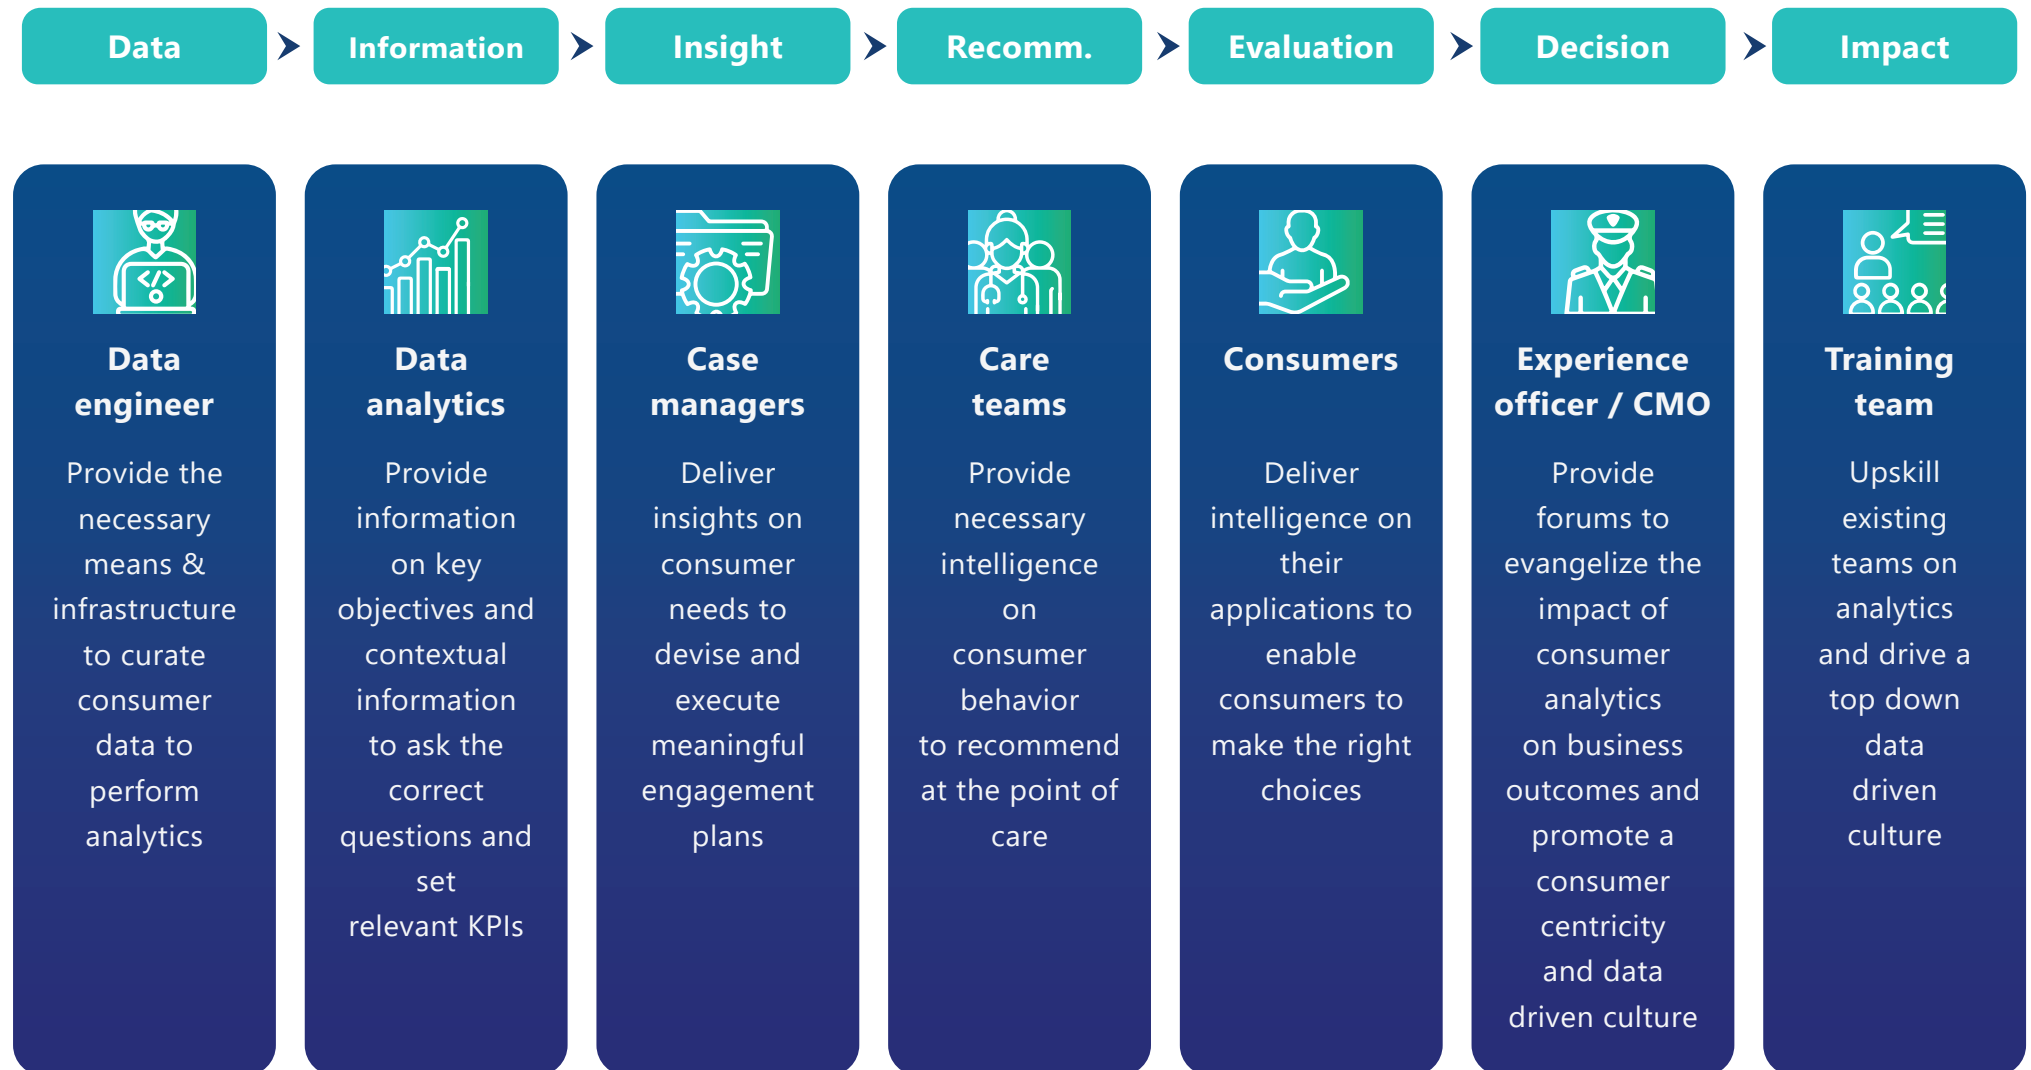 Data
Information
Insight
Recomm.
Evaluation
Decision
Impact
Data
engineer
Provide the
necessary
means &
infrastructure
to curate
consumer
data to
perform
analytics
Data
analytics
Provide
information
on key
objectives and
contextual
information
to ask the
correct
questions and
set
relevant KPIs
Case
managers
Deliver
insights on
consumer
needs to
devise and
execute
meaningful
engagement
plans
Care
teams
Provide
necessary
intelligence
on
consumer
behavior
to recommend
at the point of
care
Consumers
Deliver
intelligence on
their
applications to
enable
consumers to
make the right
choices
Experience
officer / CMO
Provide
forums to
evangelize the
impact of
consumer
analytics
on business
outcomes and
promote a
consumer
centricity
and data
driven culture
Training
team
Upskill
existing
teams on
analytics
and drive a
top down
data
driven
culture